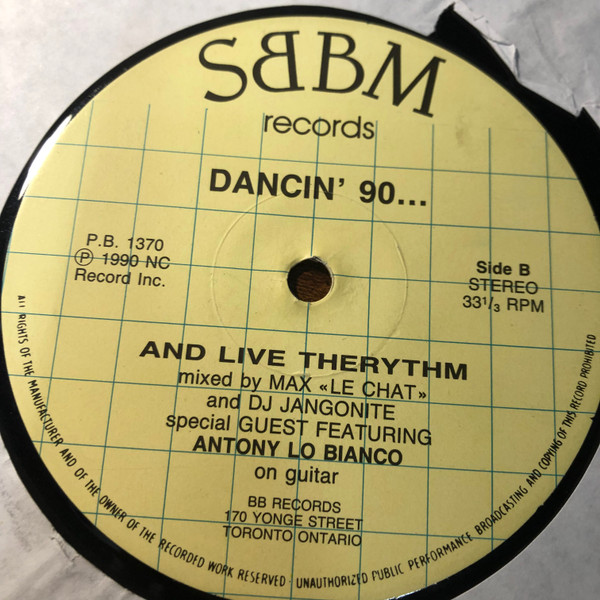 SBBM
records
DANCIN' 90...
P.B. 1370
℗ 1990 NC
Record Inc.
Side B
STEREO
33 1/3 RPM
AND LIVE THERYTHM
mixed by MAX «LE CHAT»
and DJ JANGONITE
special GUEST FEATURING
ANTONY LO BIANCO
on guitar
BB RECORDS
170 YONGE STREET
TORONTO ONTARIO
ALL RIGHTS OF THE MANUFACTURER AND OF THE OWNER OF THE RECORDED WORK RESERVED · UNAUTHORIZED PUBLIC PERFORMANCE BROADCASTING AND COPYING OF THIS RECORD PROHIBITED